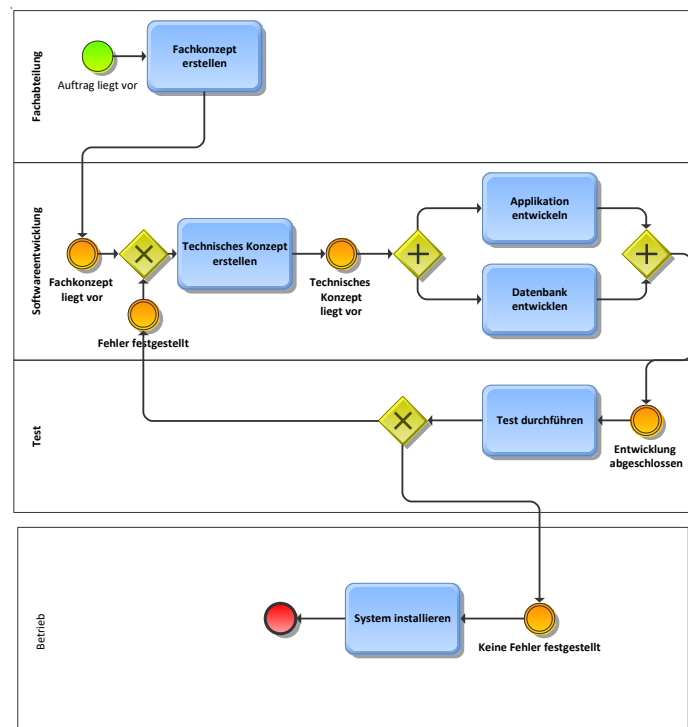 Fachabteilung
Fachkonzept
erstellen
Auftrag liegt vor
Softwareentwicklung
Fachkonzept
liegt vor
Technisches Konzept
erstellen
Technisches
Konzept
liegt vor
Applikation
entwickeln
Datenbank
entwicklen
Fehler festgestellt
Test
Test durchführen
Entwicklung
abgeschlossen
Betrieb
System installieren
Keine Fehler festgestellt